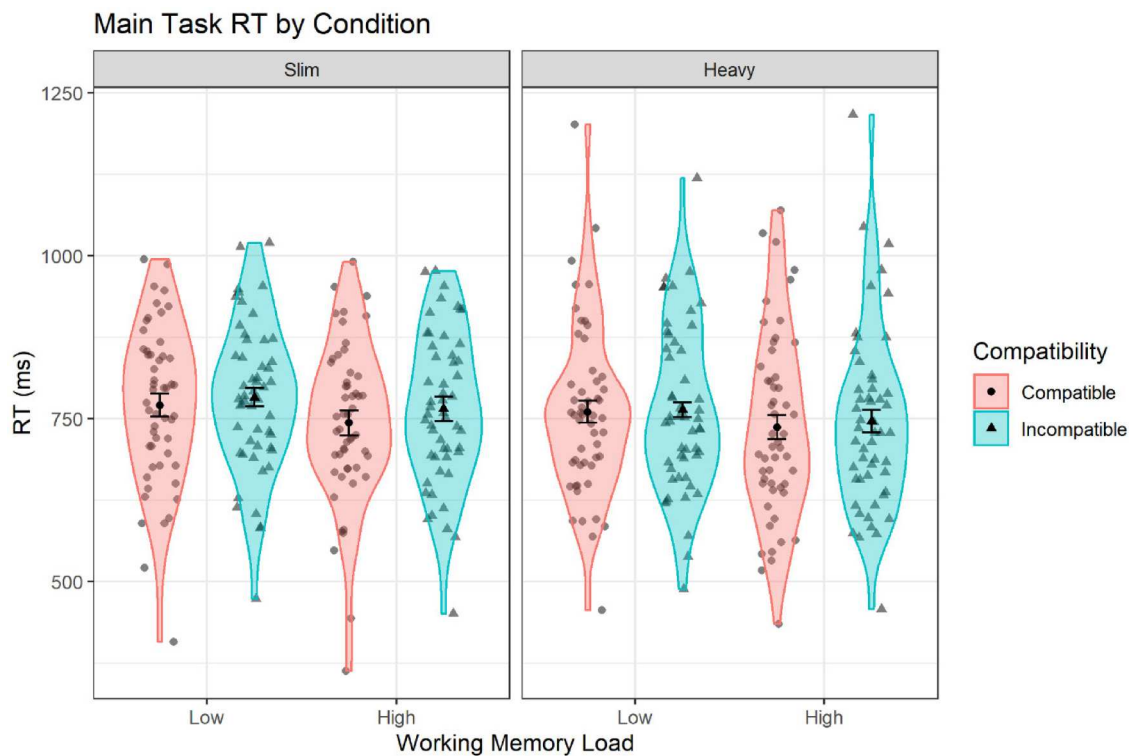 Main Task RT by Condition
Slim
Heavy
1250
1000
750
500
RT (ms)
Low
High
Low
High
Working Memory Load
Compatibility
Compatible
Incompatible